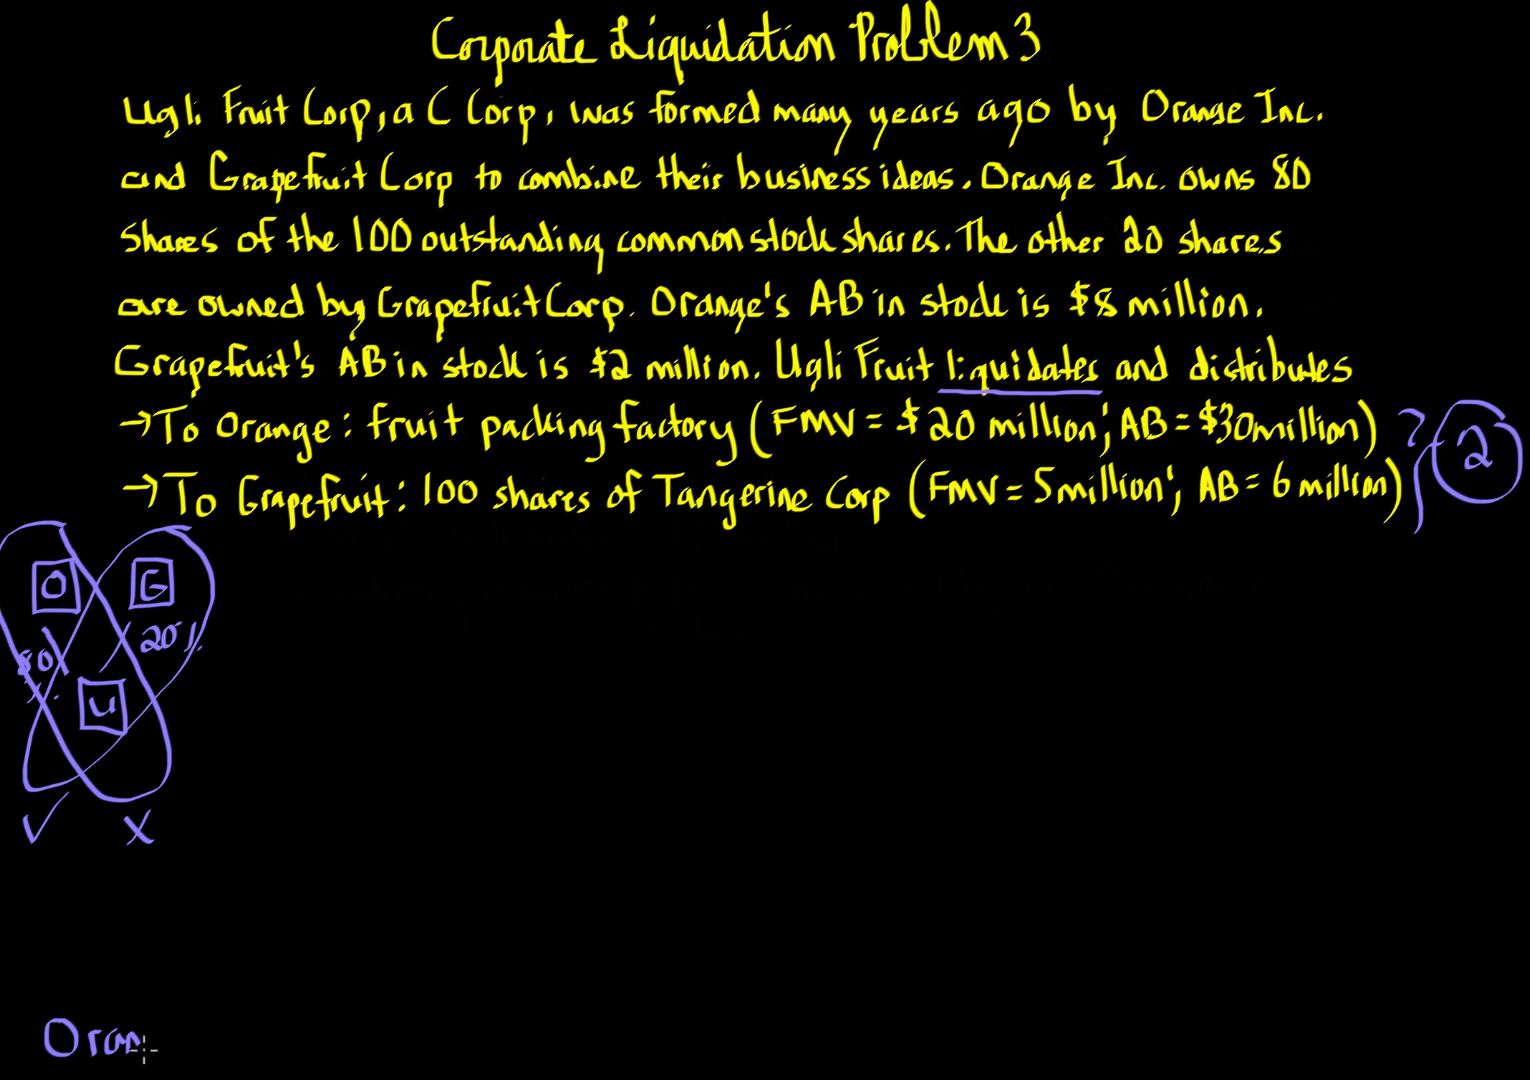 Corporate Liquidation Problem 3
Ugli Fruit Corp, a C Corp, was formed many years ago by Orange Inc.
and Grapefruit Corp to combine their business ideas. Orange Inc. owns 80
shares of the 100 outstanding common stock shares. The other 20 shares
are owned by Grapefruit Corp. Orange's AB in stock is $8 million.
Grapefruit's AB in stock is $2 million. Ugli Fruit liquidates and distributes
→To Orange: fruit packing factory (FMV = $20 million; AB = $30 million) ? 2
→To Grapefruit: 100 shares of Tangerine Corp (FMV = 5 million; AB = 6 million)
O G
80%. 20%.
U
✓ X
Oran